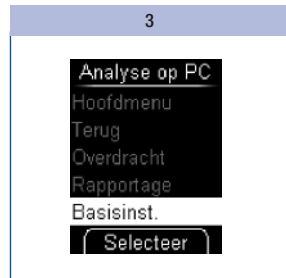 3
Analyse op PC
Hoofdmenu
Terug
Overdracht
Rapportage
Basisinst.
Selecteer